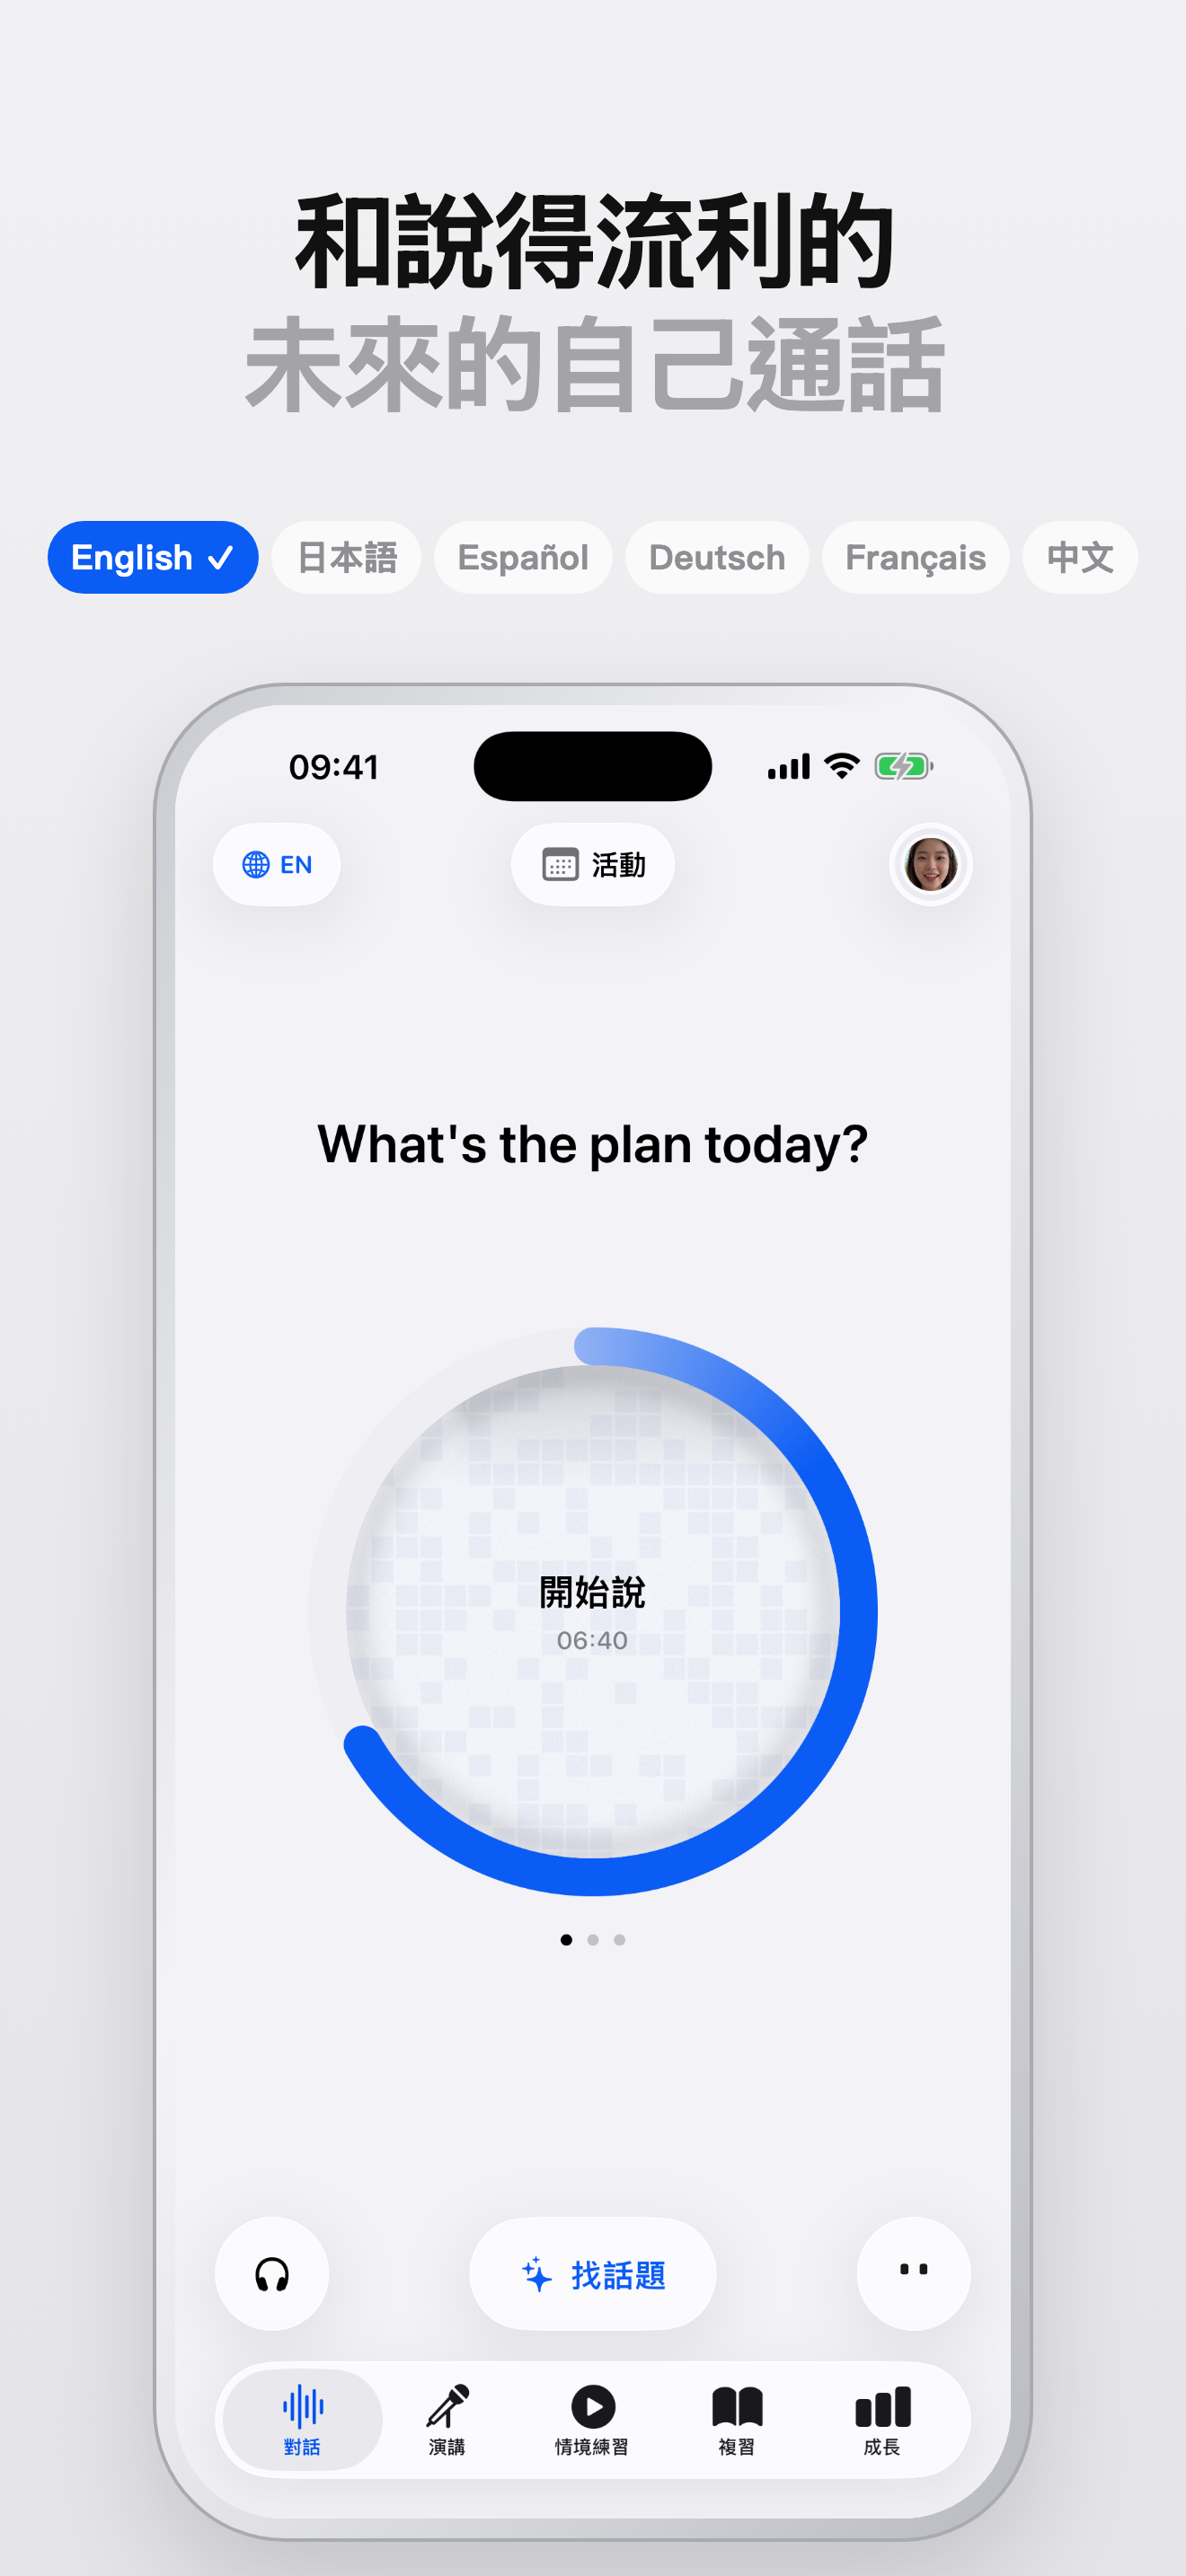 和說得流利的
未來的自己通話
English ✓ 日本語 Español Deutsch Français 中文
09:41
EN 活動
What's the plan today?
開始說
06:40
找話題
對話 演講 情境練習 複習 成長